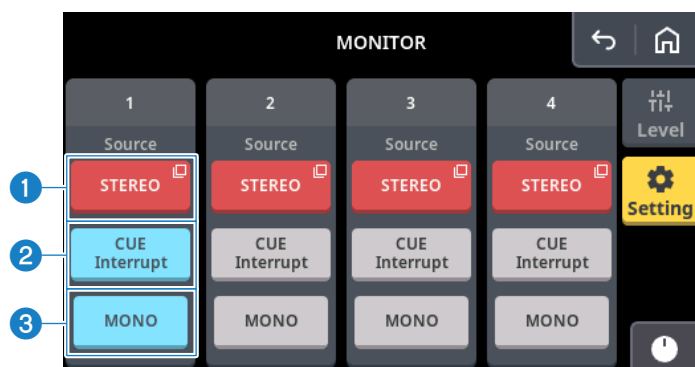 MONITOR
1 2 3 4
Level
Source Source Source Source
1 STEREO STEREO STEREO STEREO
Setting
2 CUE Interrupt CUE Interrupt CUE Interrupt CUE Interrupt
3 MONO MONO MONO MONO